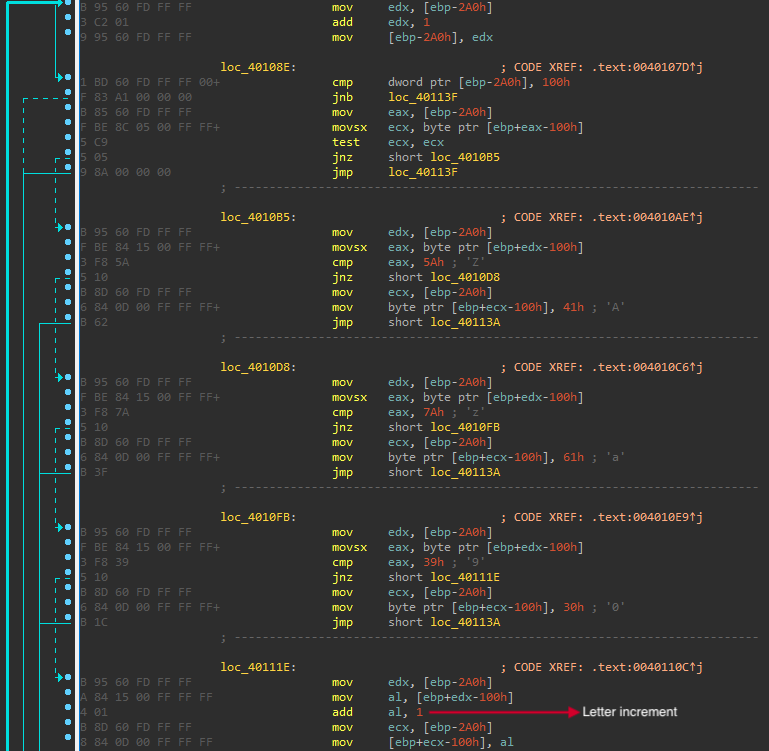 B 95 60 FD FF FF mov edx, [ebp-2A0h]
3 C2 01 add edx, 1
9 95 60 FD FF FF mov [ebp-2A0h], edx
loc_40108E: ; CODE XREF: .text:0040107D↑j
1 BD 60 FD FF FF 00+ cmp dword ptr [ebp-2A0h], 100h
F 83 A1 00 00 00 jnb loc_40113F
B 85 60 FD FF FF mov eax, [ebp-2A0h]
F BE 8C 05 00 FF FF+ movsx ecx, byte ptr [ebp+eax-100h]
5 C9 test ecx, ecx
5 05 jnz short loc_4010B5
9 8A 00 00 00 jmp loc_40113F
; ---------------------------------------------------------------------------
loc_4010B5: ; CODE XREF: .text:004010AE↑j
B 95 60 FD FF FF mov edx, [ebp-2A0h]
F BE 84 15 00 FF FF+ movsx eax, byte ptr [ebp+edx-100h]
3 F8 5A cmp eax, 5Ah ; 'Z'
5 10 jnz short loc_4010D8
B 8D 60 FD FF FF mov ecx, [ebp-2A0h]
6 84 0D 00 FF FF FF+ mov byte ptr [ebp+ecx-100h], 41h ; 'A'
B 62 jmp short loc_40113A
; ---------------------------------------------------------------------------
loc_4010D8: ; CODE XREF: .text:004010C6↑j
B 95 60 FD FF FF mov edx, [ebp-2A0h]
F BE 84 15 00 FF FF+ movsx eax, byte ptr [ebp+edx-100h]
3 F8 7A cmp eax, 7Ah ; 'z'
5 10 jnz short loc_4010FB
B 8D 60 FD FF FF mov ecx, [ebp-2A0h]
6 84 0D 00 FF FF FF+ mov byte ptr [ebp+ecx-100h], 61h ; 'a'
B 3F jmp short loc_40113A
; ---------------------------------------------------------------------------
loc_4010FB: ; CODE XREF: .text:004010E9↑j
B 95 60 FD FF FF mov edx, [ebp-2A0h]
F BE 84 15 00 FF FF+ movsx eax, byte ptr [ebp+edx-100h]
3 F8 39 cmp eax, 39h ; '9'
5 10 jnz short loc_40111E
B 8D 60 FD FF FF mov ecx, [ebp-2A0h]
6 84 0D 00 FF FF FF+ mov byte ptr [ebp+ecx-100h], 30h ; '0'
B 1C jmp short loc_40113A
; ---------------------------------------------------------------------------
loc_40111E: ; CODE XREF: .text:0040110C↑j
B 95 60 FD FF FF mov edx, [ebp-2A0h]
A 84 15 00 FF FF FF mov al, [ebp+edx-100h]
4 01 add al, 1 Letter increment
B 8D 60 FD FF FF mov ecx, [ebp-2A0h]
8 84 0D 00 FF FF FF mov [ebp+ecx-100h], al